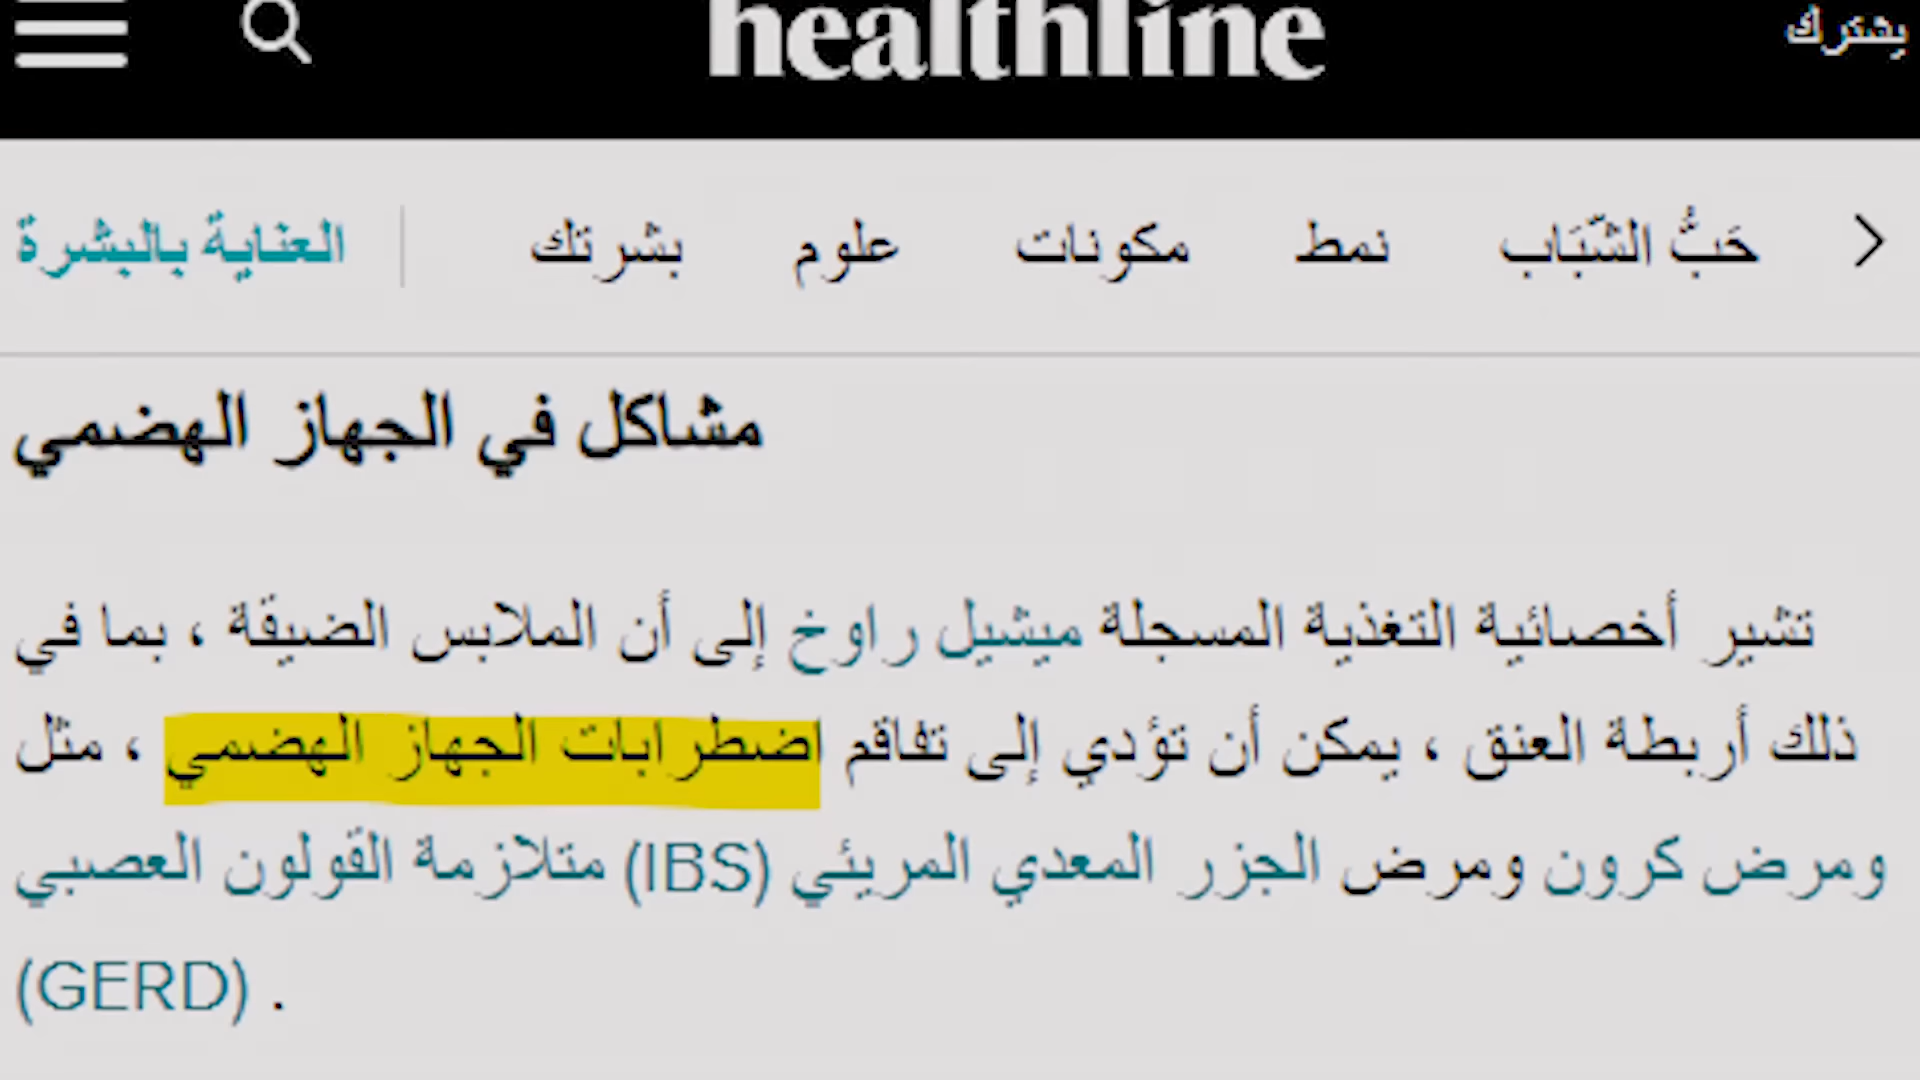 healthline
يشترك
العناية بالبشرة
بشرتك
علوم
مكونات
نمط
حَبُّ الشّبَاب
مشاكل في الجهاز الهضمي
تشير أخصائية التغذية المسجلة ميشيل راوخ إلى أن الملابس الضيقة ، بما في
ذلك أربطة العنق ، يمكن أن تؤدي إلى تفاقم اضطرابات الجهاز الهضمي ، مثل
ومرض كرون ومرض الجزر المعدي المريئي (IBS) متلازمة القولون العصبي
(GERD) .